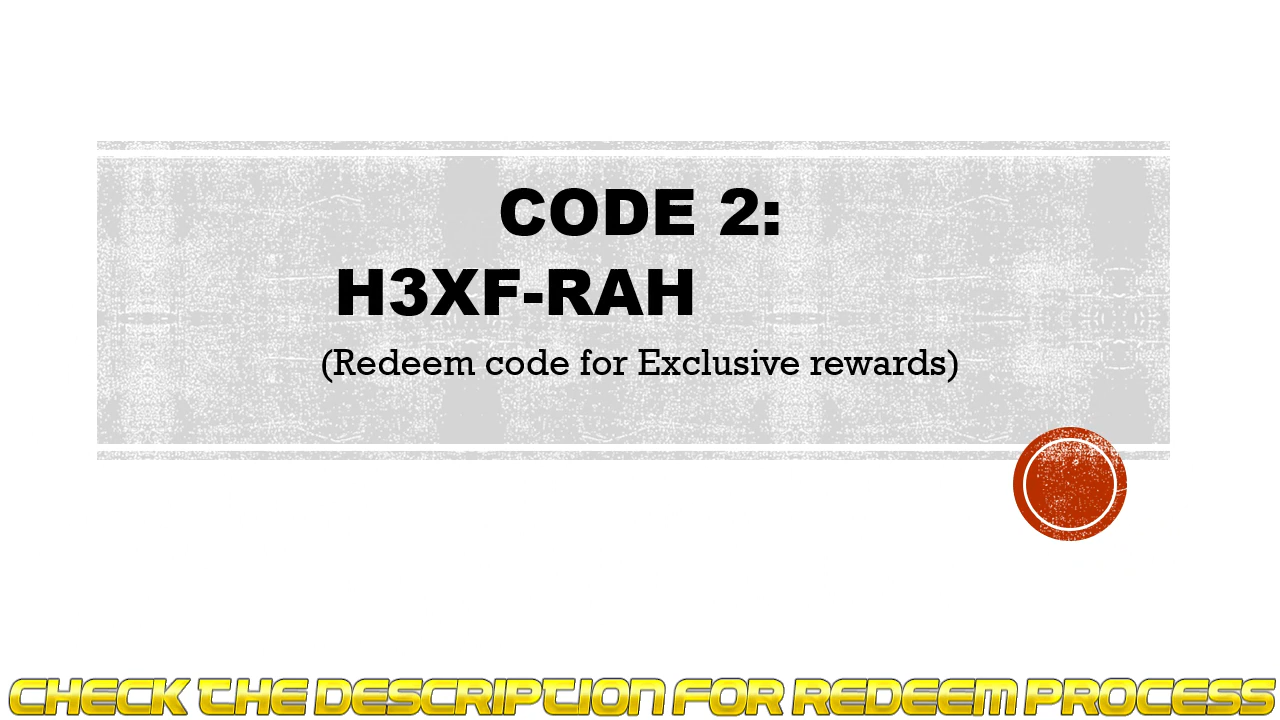 CODE 2:
H3XF-RAH
(Redeem code for Exclusive rewards)
CHECK THE DESCRIPTION FOR REDEEM PROCESS